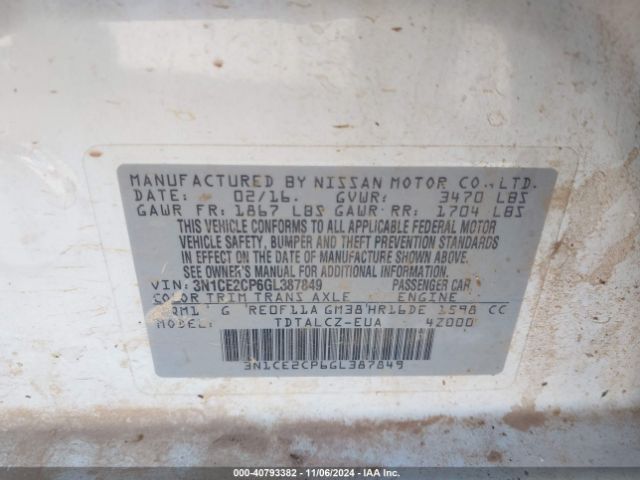 MANUFACTURED BY NISSAN MOTOR CO.,LTD.
DATE: 02/16. GVWR: 3470 LBS
GAWR FR: 1867 LBS GAWR RR: 1704 LBS
THIS VEHICLE CONFORMS TO ALL APPLICABLE FEDERAL MOTOR
VEHICLE SAFETY, BUMPER AND THEFT PREVENTION STANDARDS
IN EFFECT ON THE DATE OF MANUFACTURE SHOWN ABOVE.
SEE OWNER'S MANUAL FOR ADDITIONAL INFORMATION.
VIN: 3N1CE2CP6GL387849 PASSENGER CAR
COLOR TRIM TRANS AXLE ENGINE
QM1 G RE0F11A GM38 HR16DE 1598 CC
MODEL: TDTALCZ-EUA 4Z000
3N1CE2CP6GL387849
000-40793382 - 11/06/2024 - IAAI.COM